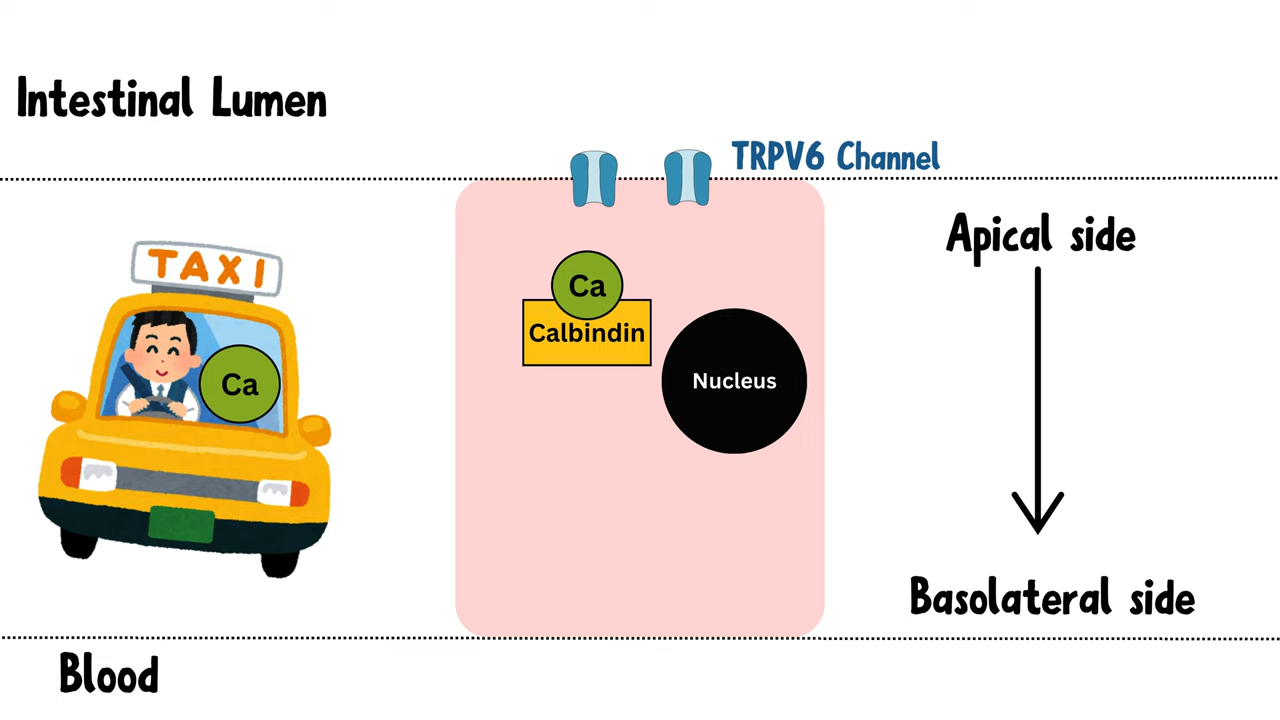 Intestinal Lumen
TRPV6 Channel
Apical side
TAXI
Ca
Calbindin
Nucleus
Ca
Basolateral side
Blood